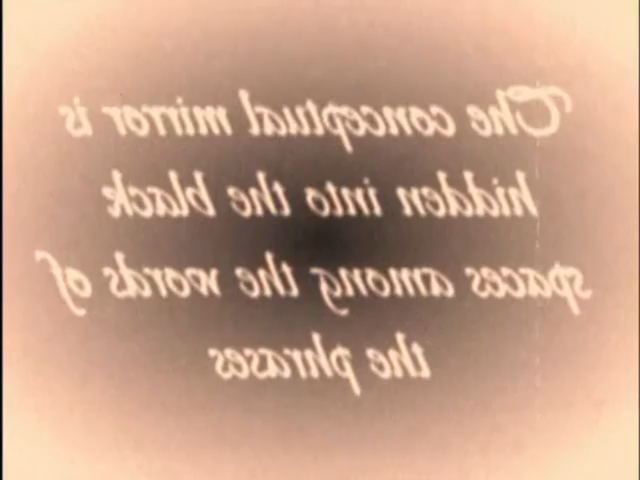 The conceptual mirror is
hidden into the black
spaces among the words of
the phrases